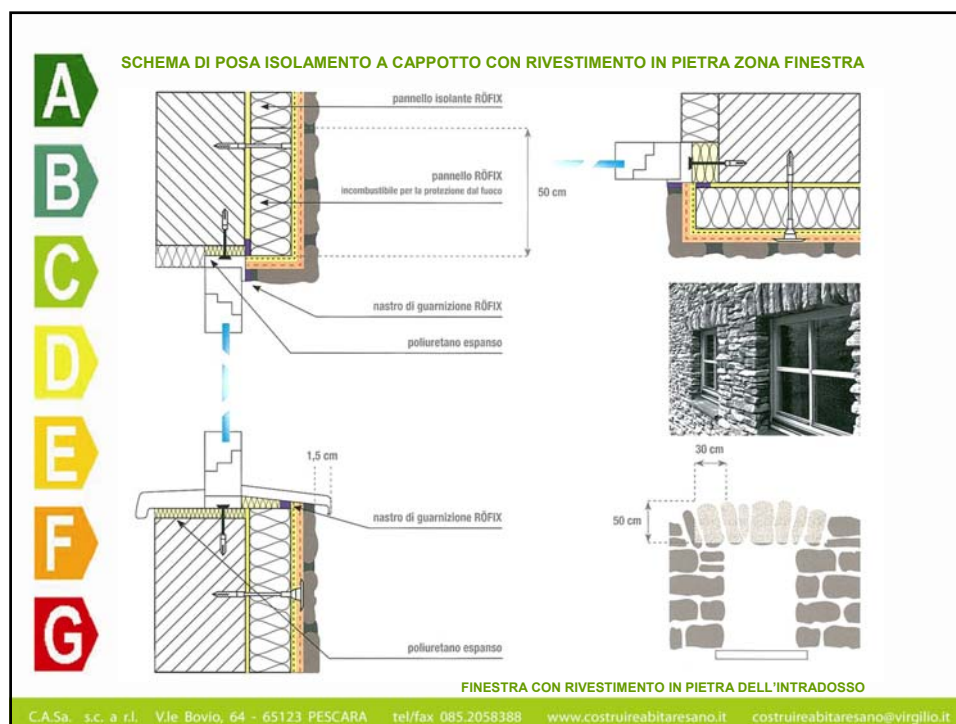 SCHEMA DI POSA ISOLAMENTO A CAPPOTTO CON RIVESTIMENTO IN PIETRA ZONA FINESTRA
A
B
C
D
E
F
G
pannello isolante RÖFIX
pannello RÖFIX
incombustibile per la protezione dal fuoco
50 cm
nastro di guarnizione RÖFIX
poliuretano espanso
1,5 cm
nastro di guarnizione RÖFIX
poliuretano espanso
30 cm
50 cm
FINESTRA CON RIVESTIMENTO IN PIETRA DELL'INTRADOSSO
C.A.Sa. s.c. a r.l. V.le Bovio, 64 - 65123 PESCARA tel/fax 085.2058388 www.costruireabitaresano.it costruireabitaresano@virgilio.it